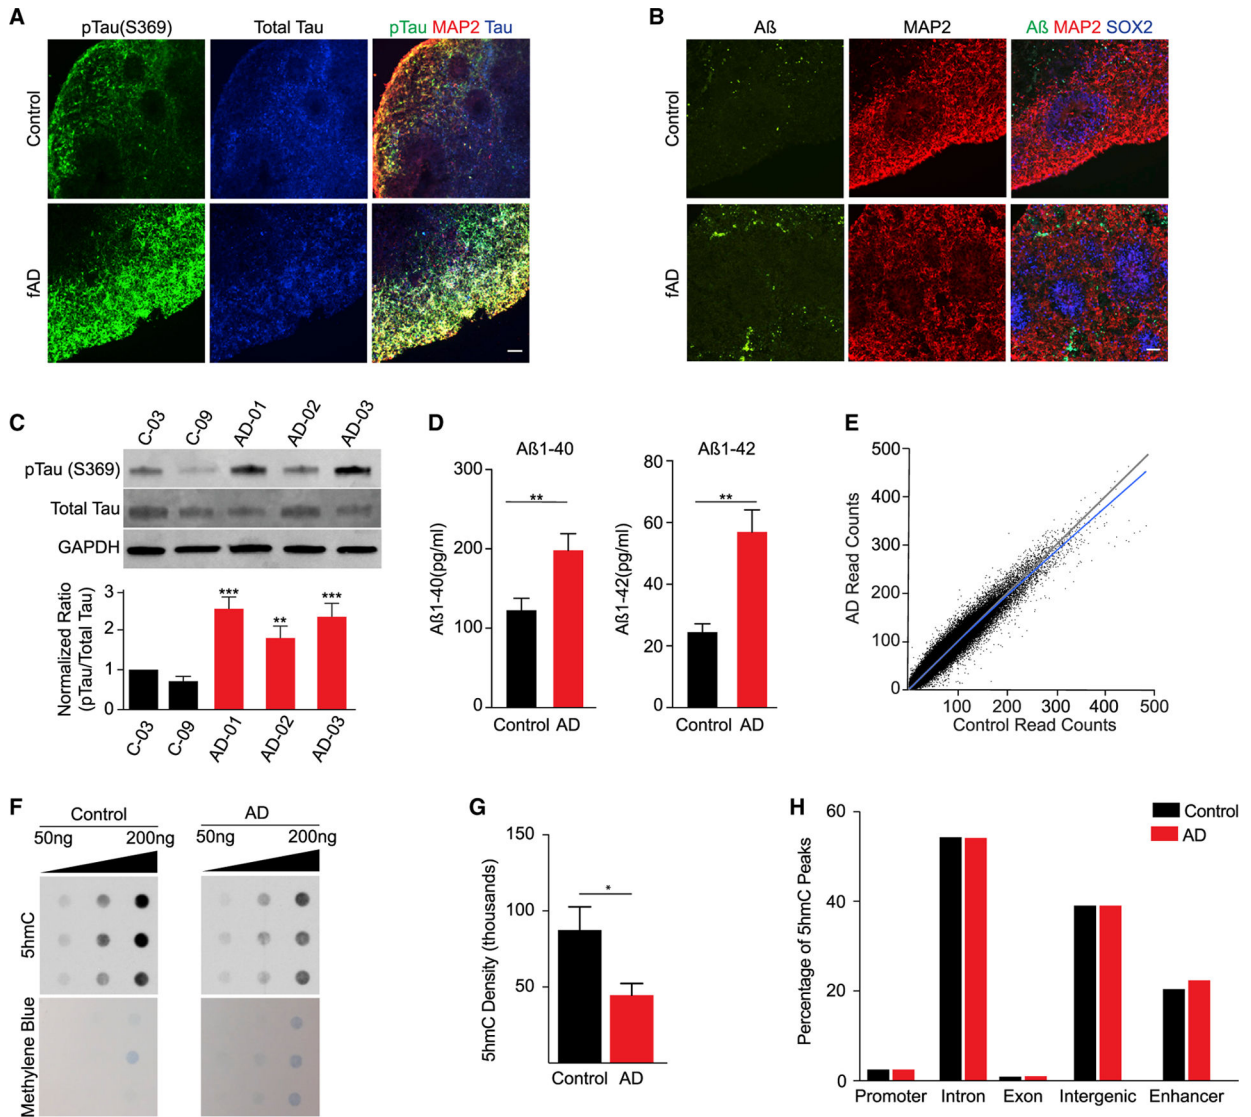 A
pTau(S369) Total Tau pTau MAP2 Tau
Control
fAD
B
Aß MAP2 Aß MAP2 SOX2
Control
fAD
C
C-03 C-09 AD-01 AD-02 AD-03
pTau (S369)
Total Tau
GAPDH
Normalized Ratio
(pTau/Total Tau)
3
2
1
0
*** ** ***
C-03 C-09 AD-01 AD-02 AD-03
D
Aß1-40
Aß1-40(pg/ml)
300
200
100
0
**
Control AD
Aß1-42
Aß1-42(pg/ml)
80
60
40
20
0
**
Control AD
E
AD Read Counts
500
400
300
200
100
0
100 200 300 400 500
Control Read Counts
F
Control AD
50ng 200ng 50ng 200ng
5hmC
Methylene Blue
G
5hmC Density (thousands)
150
100
50
*
Control AD
H
Percentage of 5hmC Peaks
60
40
20
0
Control
AD
Promoter Intron Exon Intergenic Enhancer